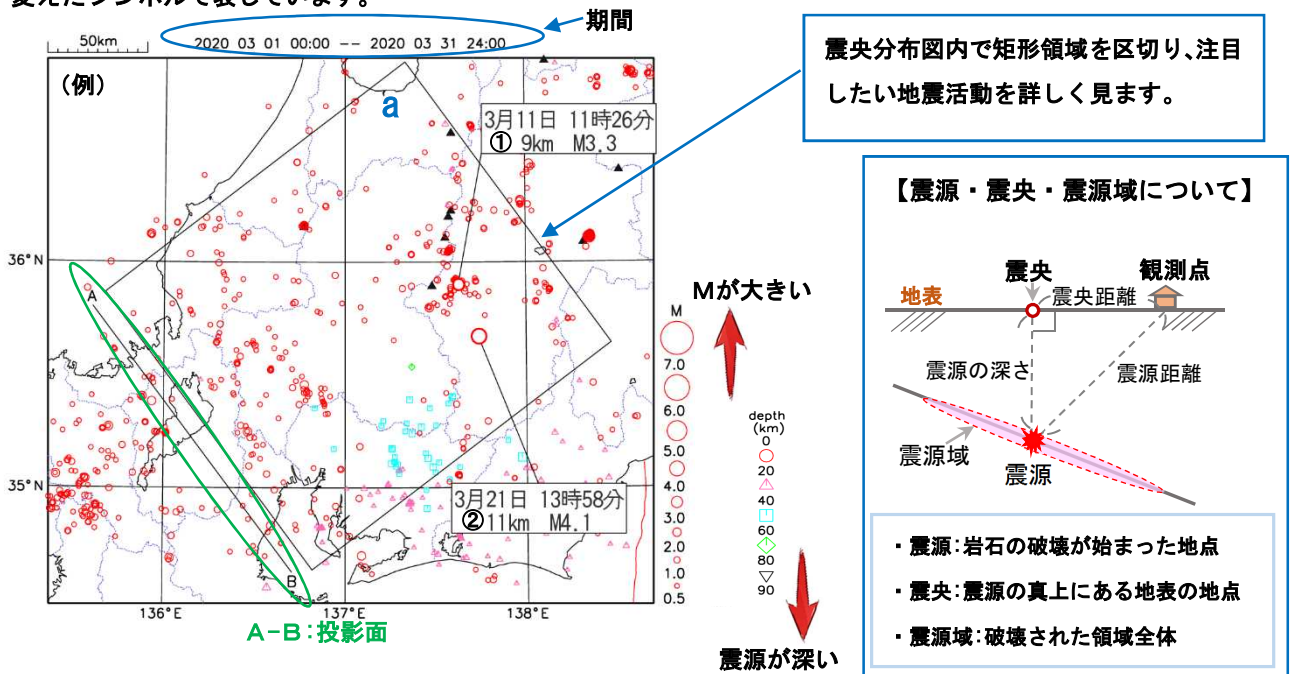 変えたシンボルで表しています。
期間
50km
2020 03 01 00:00 -- 2020 03 31 24:00
(例)
a
3月11日 11時26分
① 9km M3.3
震央分布図内で矩形領域を区切り、注目
したい地震活動を詳しく見ます。
36°N
35°N
136°E
137°E
138°E
A
B
3月21日 13時58分
②11km M4.1
A-B:投影面
Mが大きい
M
7.0
6.0
5.0
4.0
3.0
2.0
1.0
0.5
depth
(km)
0
20
40
60
80
90
震源が深い
【震源・震央・震源域について】
震央
観測点
地表
震央距離
震源の深さ
震源距離
震源域
震源
・震源:岩石の破壊が始まった地点
・震央:震源の真上にある地表の地点
・震源域:破壊された領域全体